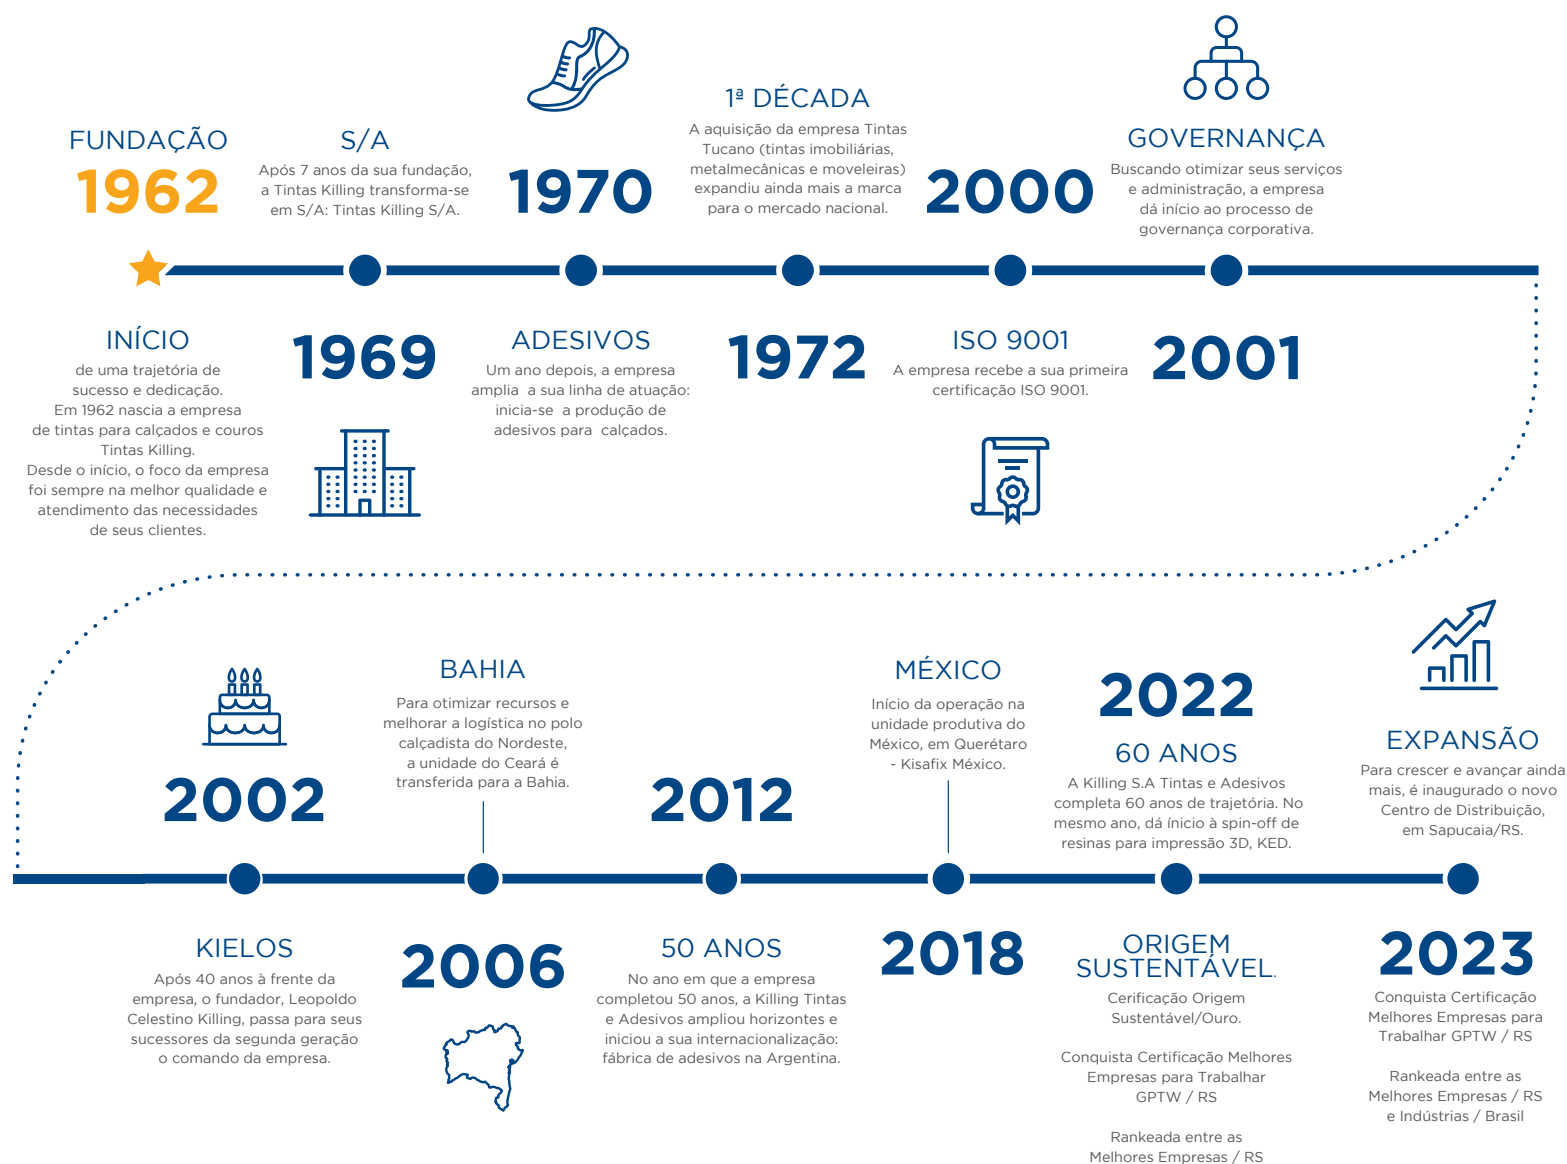 FUNDAÇÃO
1962
INÍCIO
de uma trajetória de
sucesso e dedicação.
Em 1962 nascia a empresa
de tintas para calçados e couros
Tintas Killing.
Desde o início, o foco da empresa
foi sempre na melhor qualidade e
atendimento das necessidades
de seus clientes.
S/A
Após 7 anos da sua fundação,
a Tintas Killing transforma-se
em S/A: Tintas Killing S/A.
1969
1970
ADESIVOS
Um ano depois, a empresa
amplia a sua linha de atuação:
inicia-se a produção de
adesivos para calçados.
1ª DÉCADA
A aquisição da empresa Tintas
Tucano (tintas imobiliárias,
metalmecânicas e moveleiras)
expandiu ainda mais a marca
para o mercado nacional.
1972
2000
ISO 9001
A empresa recebe a sua primeira
certificação ISO 9001.
GOVERNANÇA
Buscando otimizar seus serviços
e administração, a empresa
dá início ao processo de
governança corporativa.
2001
2002
KIELOS
Após 40 anos à frente da
empresa, o fundador, Leopoldo
Celestino Killing, passa para seus
sucessores da segunda geração
o comando da empresa.
BAHIA
Para otimizar recursos e
melhorar a logística no polo
calçadista do Nordeste,
a unidade do Ceará é
transferida para a Bahia.
2006
2012
50 ANOS
No ano em que a empresa
completou 50 anos, a Killing Tintas
e Adesivos ampliou horizontes e
iniciou a sua internacionalização:
fábrica de adesivos na Argentina.
MÉXICO
Início da operação na
unidade produtiva do
México, em Querétaro
- Kisafix México.
2018
2022
60 ANOS
A Killing S.A Tintas e Adesivos
completa 60 anos de trajetória. No
mesmo ano, dá ínicio à spin-off de
resinas para impressão 3D, KED.
ORIGEM
SUSTENTÁVEL.
Cerificação Origem
Sustentável/Ouro.
Conquista Certificação Melhores
Empresas para Trabalhar
GPTW / RS
Rankeada entre as
Melhores Empresas / RS
EXPANSÃO
Para crescer e avançar ainda
mais, é inaugurado o novo
Centro de Distribuição,
em Sapucaia/RS.
2023
Conquista Certificação
Melhores Empresas para
Trabalhar GPTW / RS
Rankeada entre as
Melhores Empresas / RS
e Indústrias / Brasil